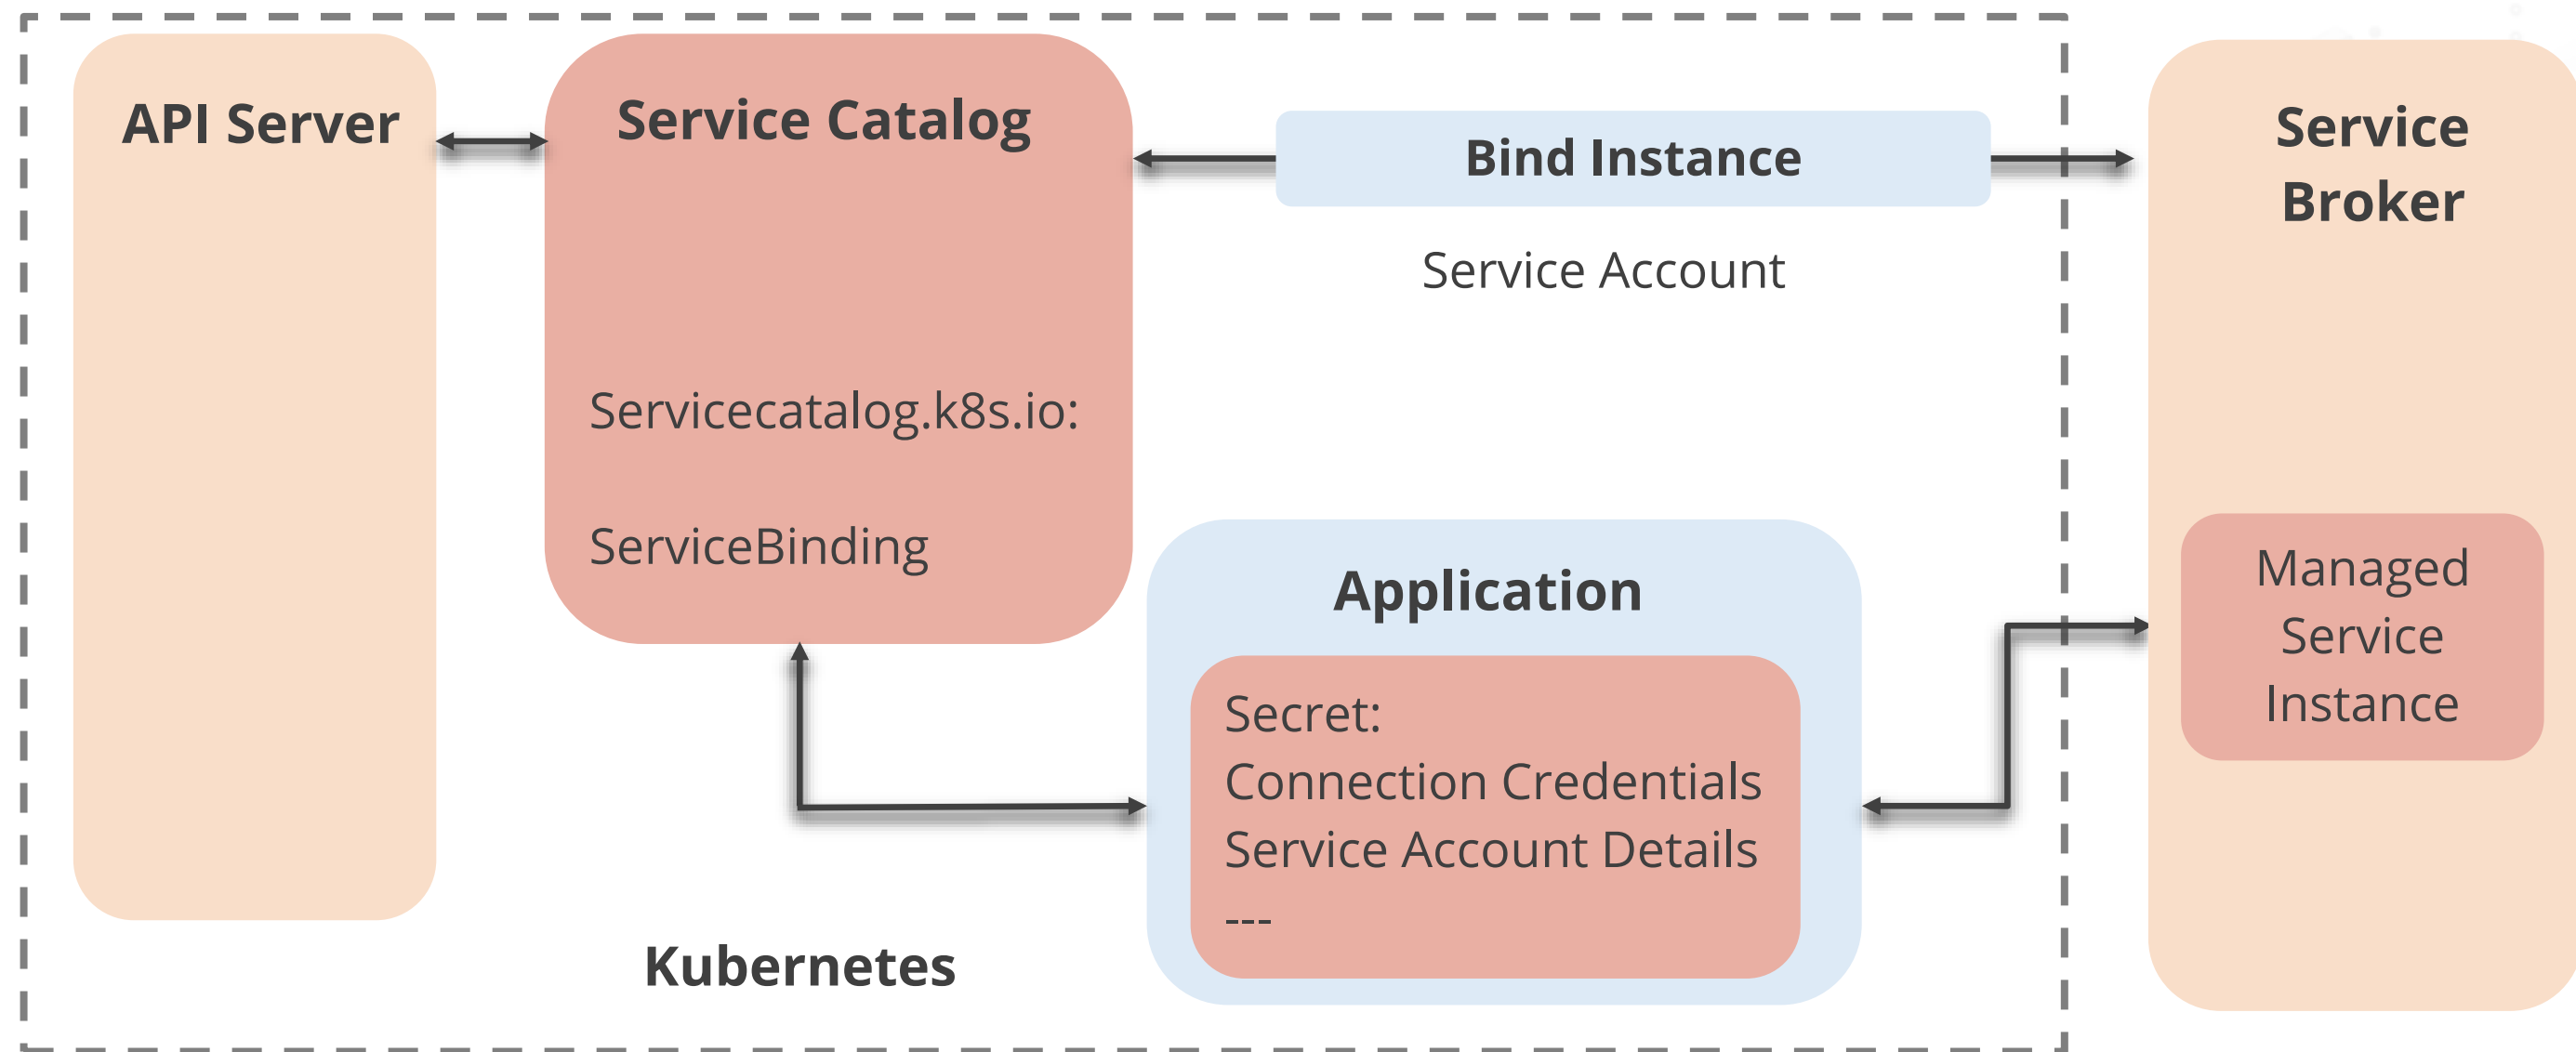 API Server
Service Catalog
Servicecatalog.k8s.io:
ServiceBinding
Bind Instance
Service Account
Service
Broker
Application
Secret:
Connection Credentials
Service Account Details
---
Managed
Service
Instance
Kubernetes